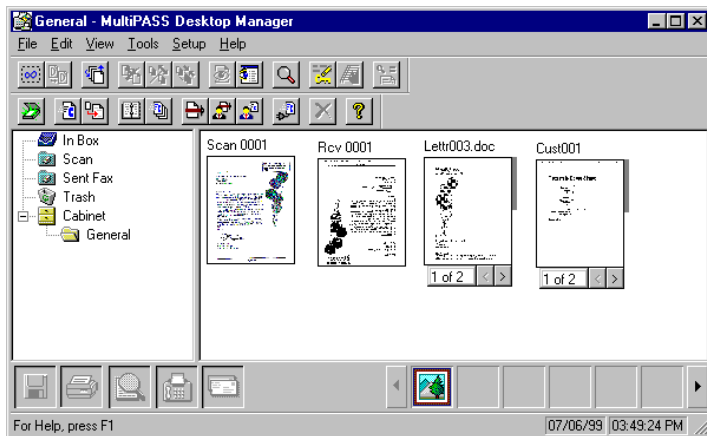 General - MultiPASS Desktop Manager
File Edit View Tools Setup Help
In Box
Scan
Sent Fax
Trash
Cabinet
General
Scan 0001
Rcv 0001
Lettr003.doc
Cust001
1 of 2
1 of 2
For Help, press F1
07/06/99 03:49:24 PM